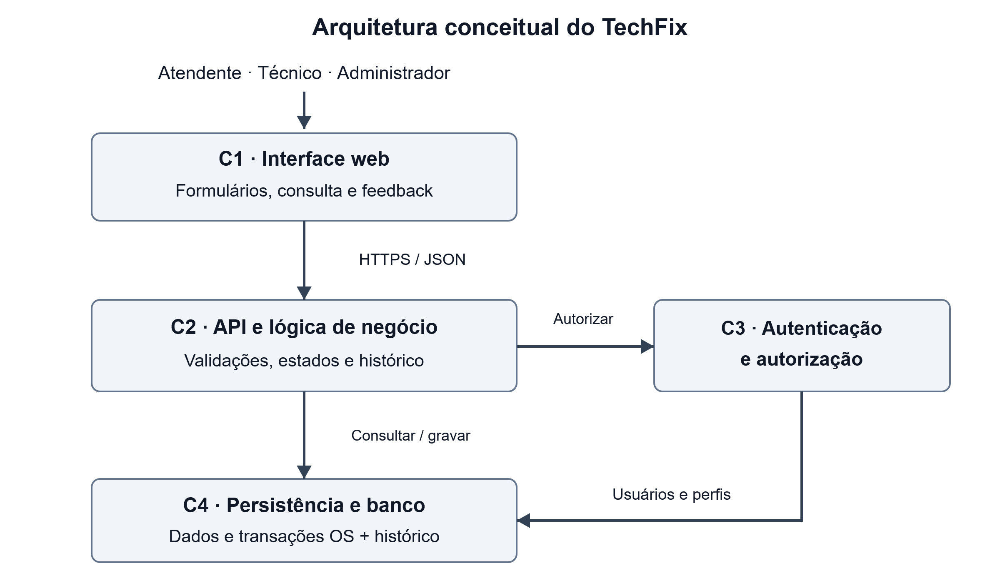 Arquitetura conceitual do TechFix
Atendente · Técnico · Administrador
C1 · Interface web
Formulários, consulta e feedback
HTTPS / JSON
C2 · API e lógica de negócio
Validações, estados e histórico
Autorizar
C3 · Autenticação
e autorização
Consultar / gravar
Usuários e perfis
C4 · Persistência e banco
Dados e transações OS + histórico